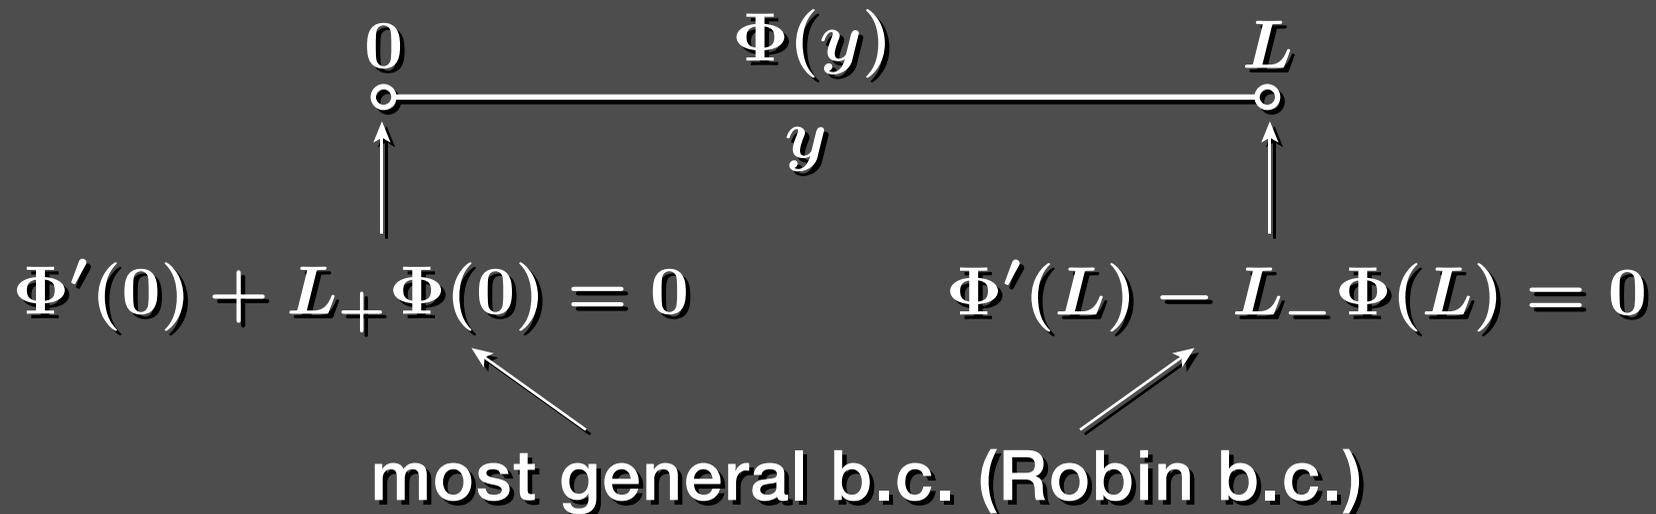 0 Φ(y) L
y
Φ′(0) + L₊Φ(0) = 0 Φ′(L) − L₋Φ(L) = 0
most general b.c. (Robin b.c.)